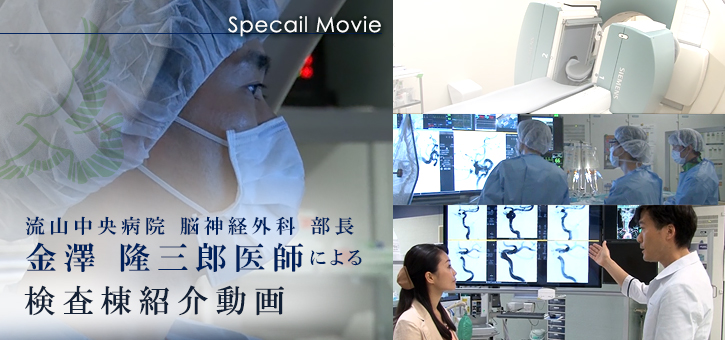 Specail Movie
流山中央病院 脳神経外科 部長
金澤 隆三郎医師による
検査棟紹介動画
SIEMENS